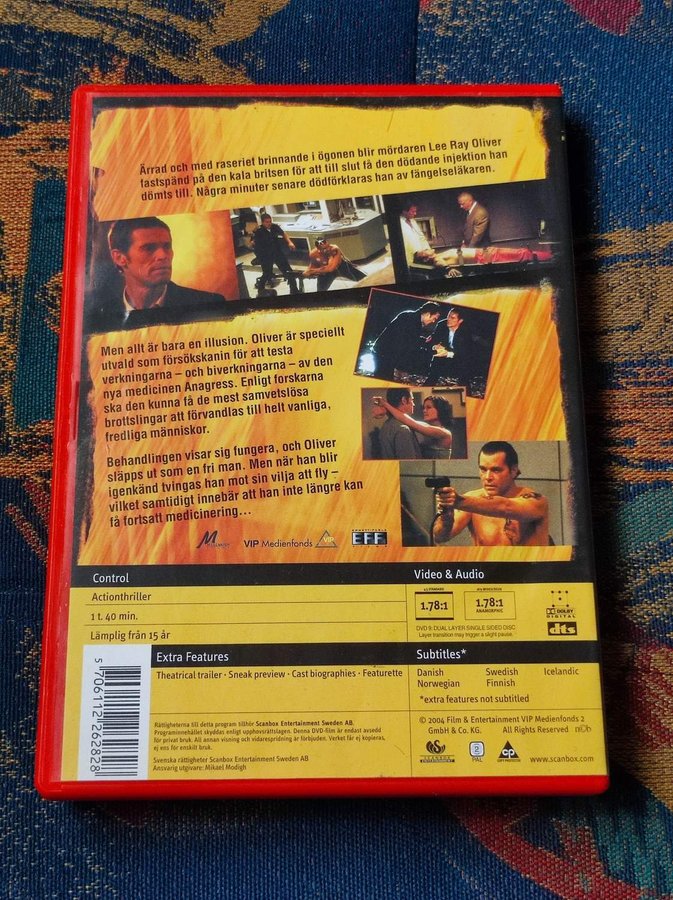 Ärrad och med raseriet brinnande i ögonen blir mördaren Lee Ray Oliver
fastspänd på den kala britsen för att till slut få den dödande injektion han
dömts till. Några minuter senare dödförklaras han av fängelseläkaren.
Men allt är bara en illusion. Oliver är speciellt
utvald som försökskanin för att testa
verkningarna – och biverkningarna – av den
nya medicinen Anagress. Enligt forskarna
ska den kunna få de mest samvetslösa
brottslingar att förvandlas till helt vanliga,
fredliga människor.
Behandlingen visar sig fungera, och Oliver
släpps ut som en fri man. Men när han blir
igenkänd tvingas han mot sin vilja att fly –
vilket samtidigt innebär att han inte längre kan
få fortsatt medicinering...
VIP Medienfonds VIP EFF
Control
Actionthriller
1 t. 40 min.
Lämplig från 15 år
Video & Audio
1.78:1
1.78:1
ANAMORPHIC
DOLBY
DIGITAL
dts
DVD 9: DUAL LAYER SINGLE SIDED DISC
Layer transition may trigger a slight pause.
Extra Features
Theatrical trailer · Sneak preview · Cast biographies · Featurette
Subtitles*
Danish Swedish Icelandic
Norwegian Finnish
*extra features not subtitled
5706112262828
Rättigheterna till detta program tillhör Scanbox Entertainment Sweden AB.
Programinnehållet skyddas enligt upphovsrättslagen. Denna DVD-film är endast avsedd
för privat bruk. All annan visning och vidarespridning är förbjuden. Verket får ej kopieras,
ej ens för enskilt bruk.
Svenska rättigheter Scanbox Entertainment Sweden AB
Ansvarig utgivare: Mikael Modigh
© 2004 Film & Entertainment VIP Medienfonds 2
GmbH & Co. KG. All Rights Reserved
2
PAL
CP
www.scanbox.com